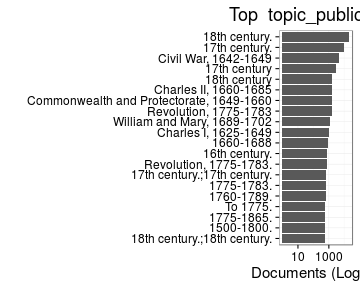 Top topic_public
18th century.
17th century.
Civil War, 1642-1649
17th century
18th century
Charles II, 1660-1685
Commonwealth and Protectorate, 1649-1660
Revolution, 1775-1783
William and Mary, 1689-1702
Charles I, 1625-1649
1660-1688
16th century.
Revolution, 1775-1783.
17th century.;17th century.
1775-1783.
1760-1789.
To 1775.
1775-1865.
1500-1800.
18th century.;18th century.
10 1000
Documents (Log